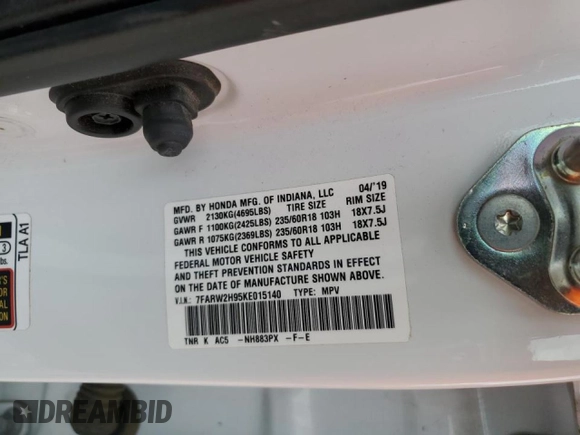 MFD. BY HONDA MFG. OF INDIANA, LLC 04/'19
GVWR 2130KG(4695LBS) TIRE SIZE RIM SIZE
GAWR F 1100KG(2425LBS) 235/60R18 103H 18X7.5J
GAWR R 1075KG(2369LBS) 235/60R18 103H 18X7.5J
THIS VEHICLE CONFORMS TO ALL APPLICABLE
FEDERAL MOTOR VEHICLE SAFETY
AND THEFT PREVENTION STANDARDS IN EFFECT
ON THE DATE OF MANUFACTURE SHOWN ABOVE.
V.I.N.: 7FARW2H95KE015140 TYPE: MPV
TNR K AC5 -NH883PX -F-E
TLA A1
3
DREAMBID